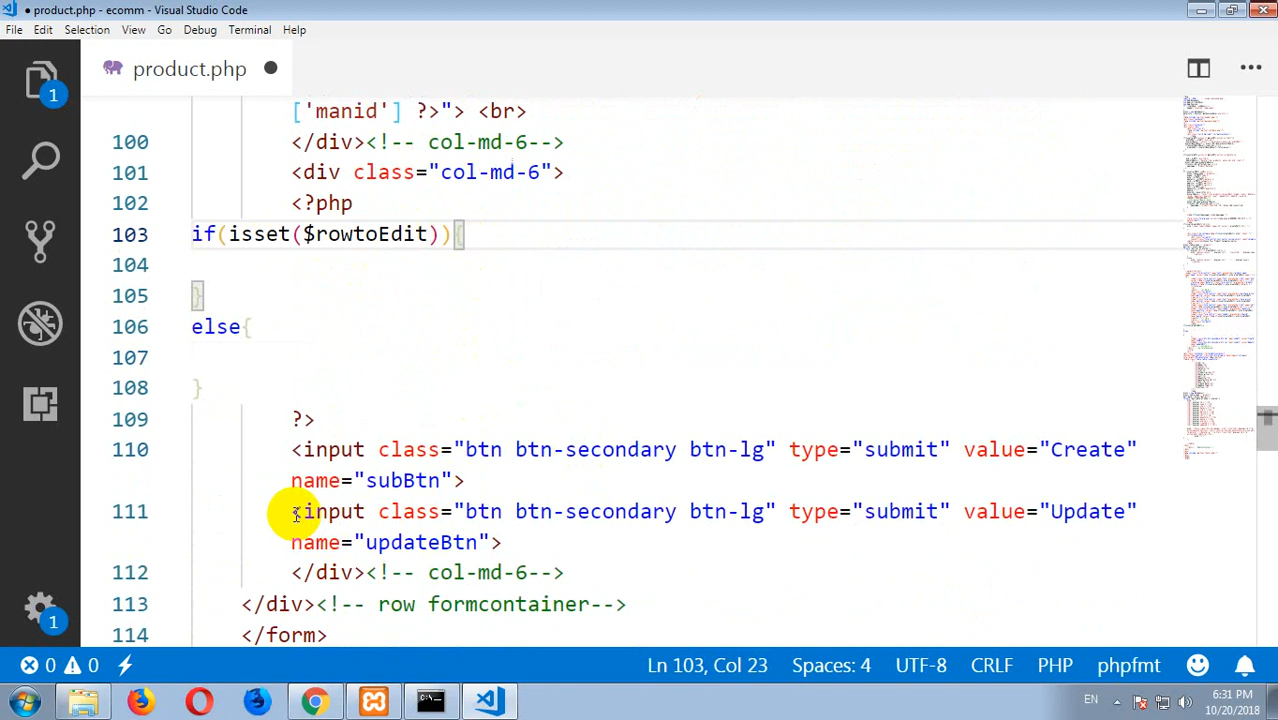 product.php - ecomm - Visual Studio Code
File Edit Selection View Go Debug Terminal Help
product.php
1
['manid'] ?>"> <br>
100 </div><!-- col-md-6-->
101 <div class="col-md-6">
102 <?php
103 if(isset($rowtoEdit)){
104
105 }
106 else{
107
108 }
109 ?>
110 <input class="btn btn-secondary btn-lg" type="submit" value="Create"
name="subBtn">
111 <input class="btn btn-secondary btn-lg" type="submit" value="Update"
name="updateBtn">
112 </div><!-- col-md-6-->
113 </div><!-- row formcontainer-->
114 </form>
1
0 0 Ln 103, Col 23 Spaces: 4 UTF-8 CRLF PHP phpfmt
EN 6:31 PM
10/20/2018